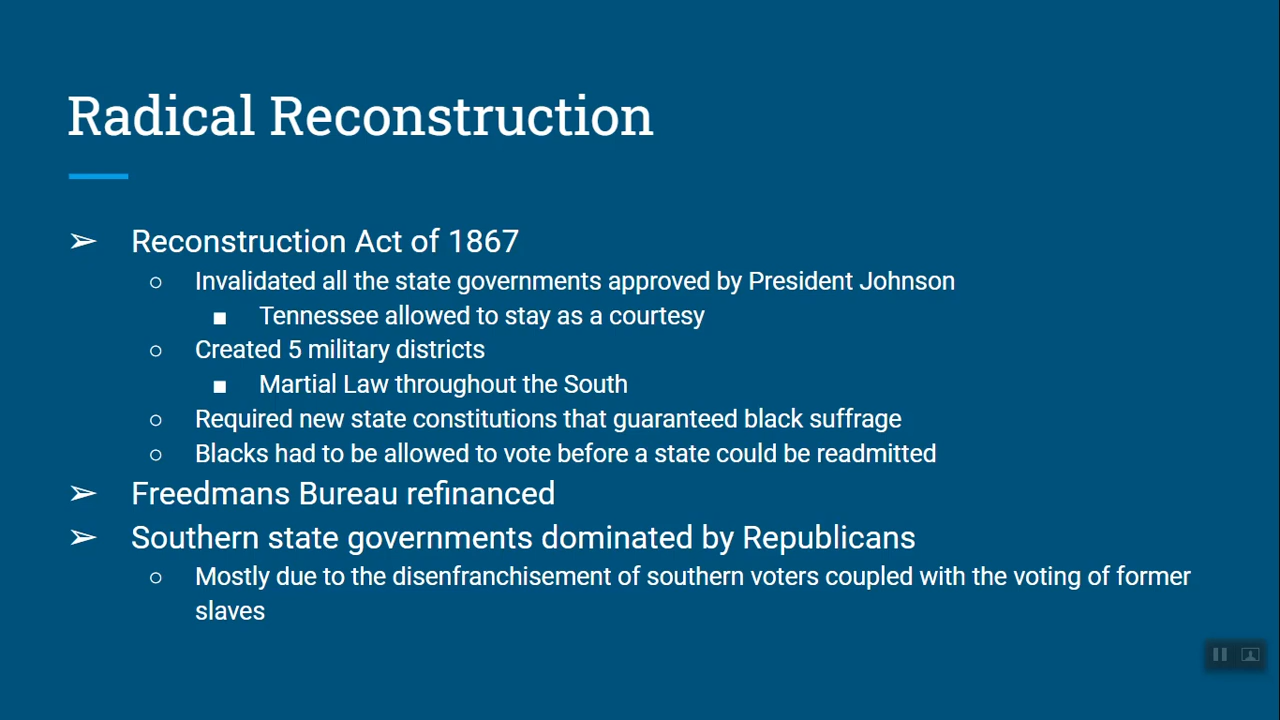 Radical Reconstruction
➢ Reconstruction Act of 1867
○ Invalidated all the state governments approved by President Johnson
■ Tennessee allowed to stay as a courtesy
○ Created 5 military districts
■ Martial Law throughout the South
○ Required new state constitutions that guaranteed black suffrage
○ Blacks had to be allowed to vote before a state could be readmitted
➢ Freedmans Bureau refinanced
➢ Southern state governments dominated by Republicans
○ Mostly due to the disenfranchisement of southern voters coupled with the voting of former
slaves